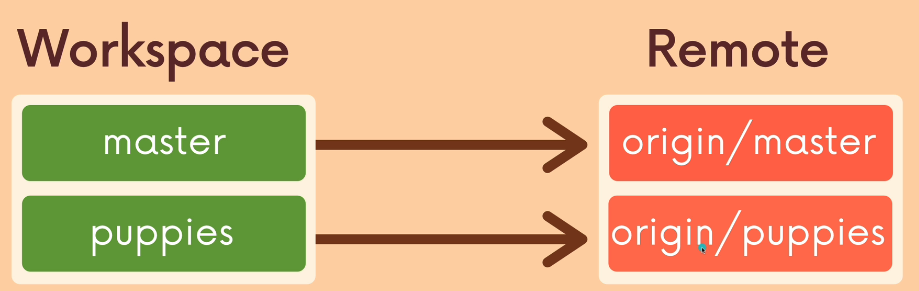 Workspace
Remote
master
origin/master
puppies
origin/puppies